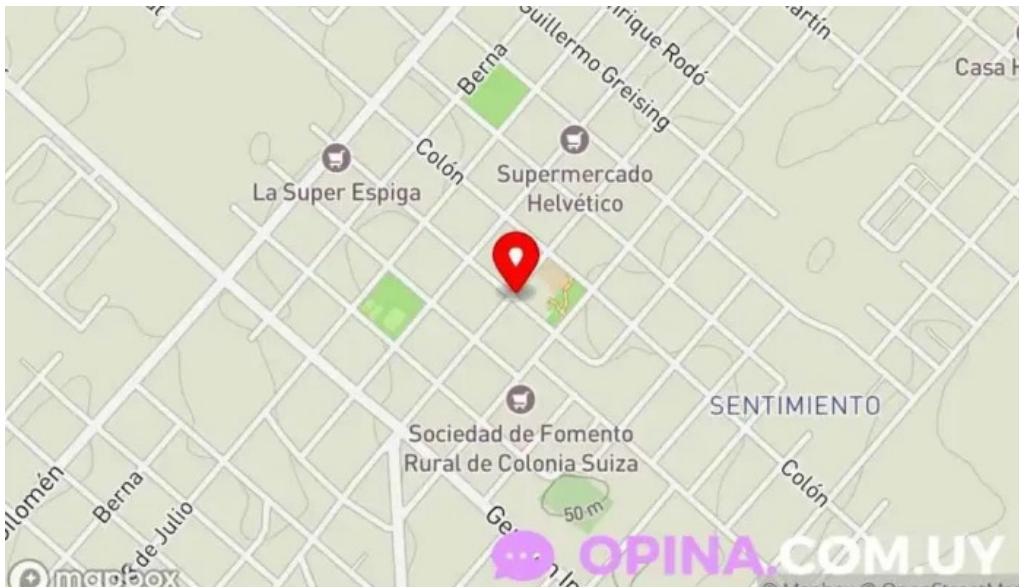 Berna
Guillermo Greising
Rodó
Casa
Colón
Supermercado
Helvético
La Super Espiga
SENTIMIENTO
Sociedad de Fomento
Rural de Colonia Suiza
50 m
Colón
Berna
de Julio
OPINA.COM.UY
mapbox